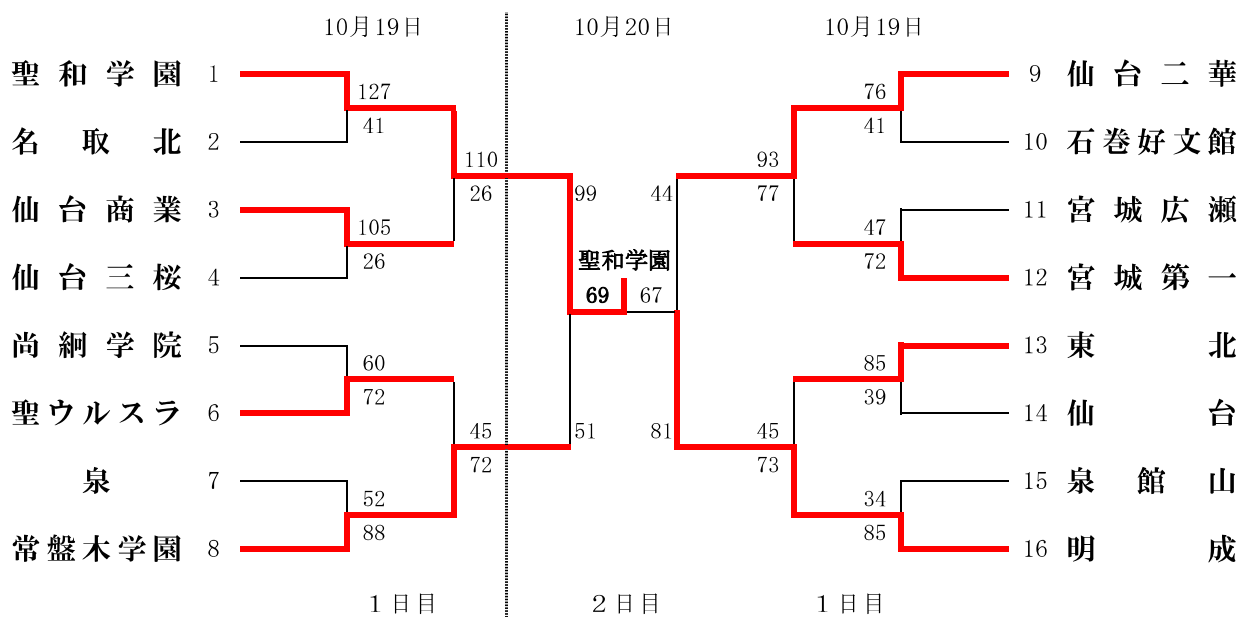 10月19日 10月20日 10月19日
聖和学園 1 127 76 9 仙台二華
名取北 2 41 41 10 石巻好文館
110 93
26 99 44 77
仙台商業 3 105 47 11 宮城広瀬
仙台三桜 4 26 72 12 宮城第一
聖和学園
69 67
尚絅学院 5 60 85 13 東北
聖ウルスラ 6 72 39 14 仙台
45 51 81 45
72 73
泉 7 52 34 15 泉館山
常盤木学園 8 88 85 16 明成
1日目 2日目 1日目